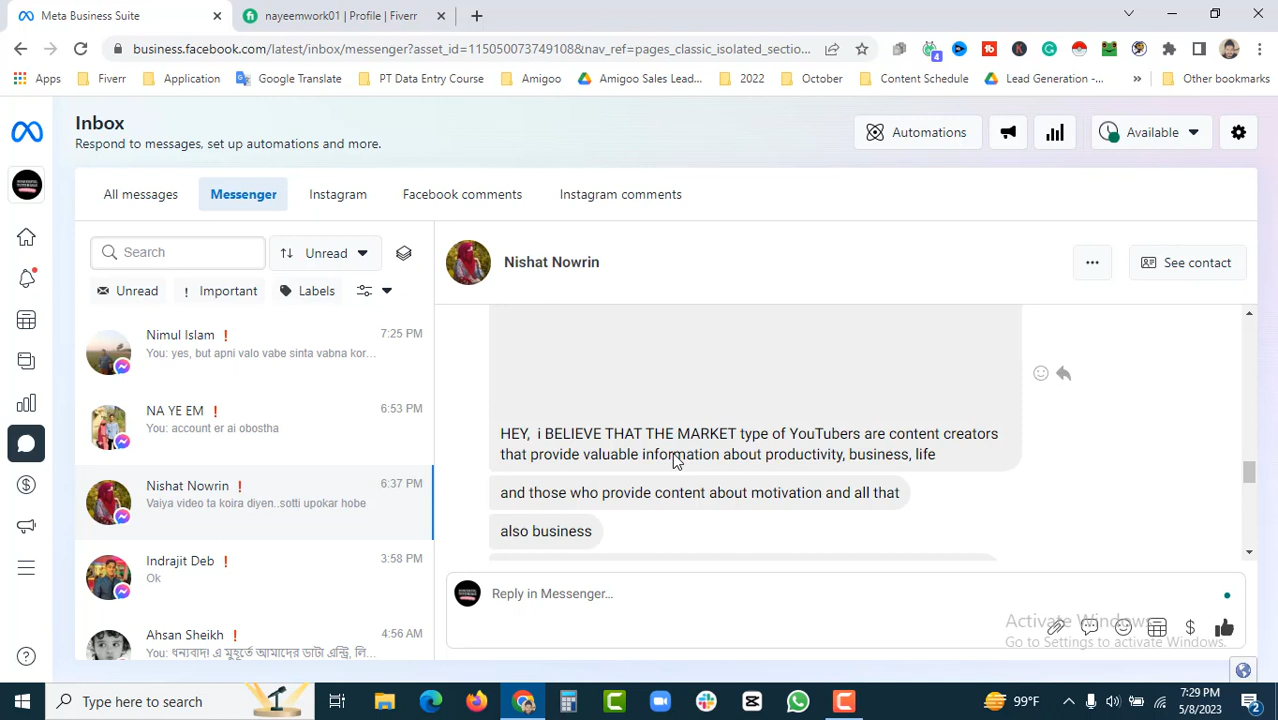 Meta Business Suite
nayeemwork01 | Profile | Fiverr
business.facebook.com/latest/inbox/messenger?asset_id=115050073749108&nav_ref=pages_classic_isolated_sectio...
4
Apps
Fiverr
Application
Google Translate
PT Data Entry Course
Amigoo
Amigoo Sales Lead...
2022
October
Content Schedule
Lead Generation -...
»
Other bookmarks
Inbox
Respond to messages, set up automations and more.
Automations
Available
All messages
Messenger
Instagram
Facebook comments
Instagram comments
Search
Unread
Unread
Important
Labels
Nishat Nowrin
See contact
Nimul Islam
7:25 PM
You: yes, but apni valo vabe sinta vabna kor...
NA YE EM
6:53 PM
You: account er ai obostha
Nishat Nowrin
6:37 PM
Vaiya video ta koira diyen..sotti upokar hobe
Indrajit Deb
3:58 PM
Ok
Ahsan Sheikh
4:56 AM
You: ধন্যবাদ! এ মুহূর্তে আমাদের ডাটা এন্ট্রি, লি...
HEY, i BELIEVE THAT THE MARKET type of YouTubers are content creators
that provide valuable information about productivity, business, life
and those who provide content about motivation and all that
also business
Reply in Messenger...
Activate Windows
Go to Settings to activate Windows.
Type here to search
99°F
7:29 PM
5/8/2023
2